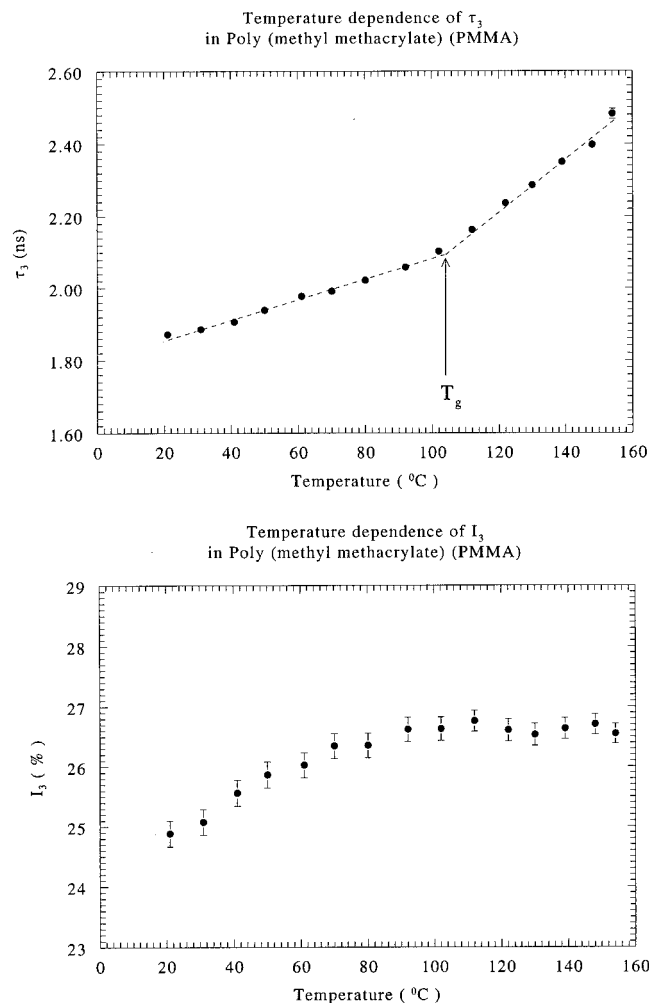 Temperature dependence of τ₃
in Poly (methyl methacrylate) (PMMA)
2.60
2.40
2.20
2.00
1.80
1.60
τ₃ (ns)
T_g
0 20 40 60 80 100 120 140 160
Temperature ( ⁰C )
Temperature dependence of I₃
in Poly (methyl methacrylate) (PMMA)
29
28
27
26
25
24
23
I₃ ( % )
0 20 40 60 80 100 120 140 160
Temperature ( ⁰C )